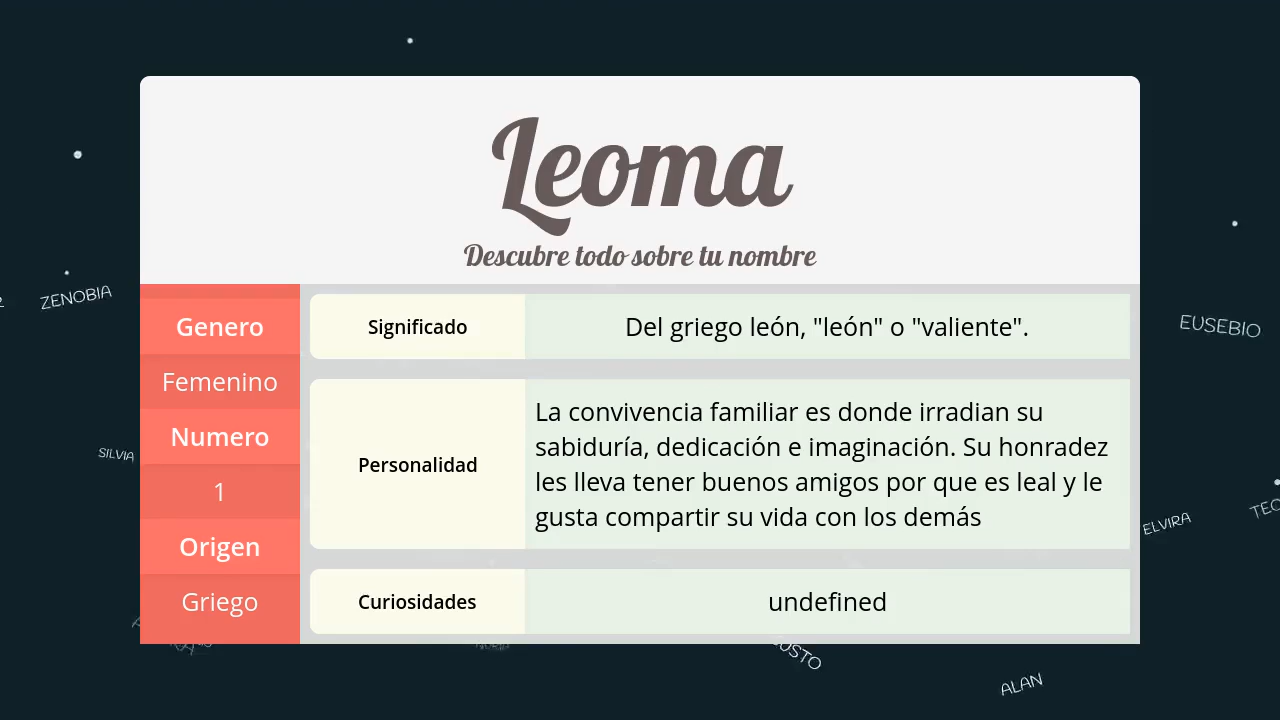 Leoma
Descubre todo sobre tu nombre
Genero
Femenino
Numero
1
Origen
Griego
Significado
Del griego león, "león" o "valiente".
Personalidad
La convivencia familiar es donde irradian su
sabiduría, dedicación e imaginación. Su honradez
les lleva tener buenos amigos por que es leal y le
gusta compartir su vida con los demás
Curiosidades
undefined
ZENOBIA
SILVIA
EUSEBIO
ELVIRA
ALAN